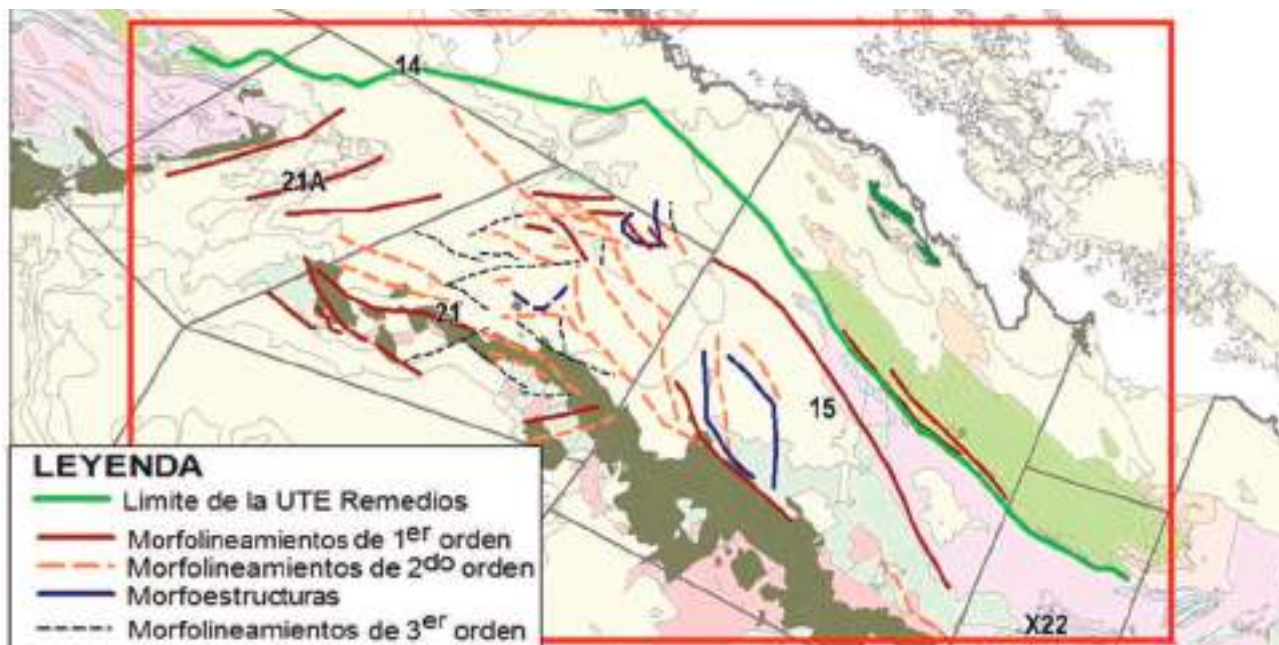 14
21A
21
15
X22
LEYENDA
Limite de la UTE Remedios
Morfolineamientos de 1er orden
Morfolineamientos de 2do orden
Morfoestructuras
Morfolineamientos de 3er orden